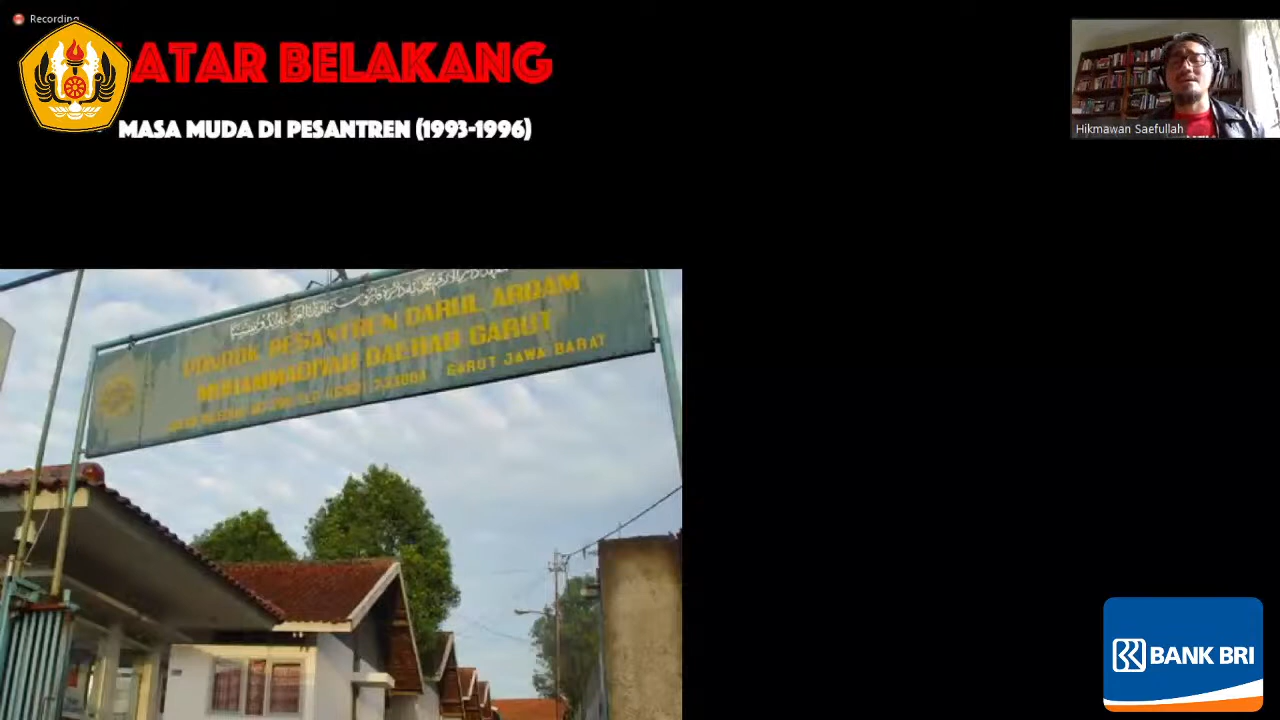 Recording
LATAR BELAKANG
MASA MUDA DI PESANTREN (1993-1996)
Hikmawan Saefullah
PONDOK PESANTREN DARUL ARQAM
MUHAMMADIYAH DAERAH GARUT
GARUT JAWA BARAT
BANK BRI